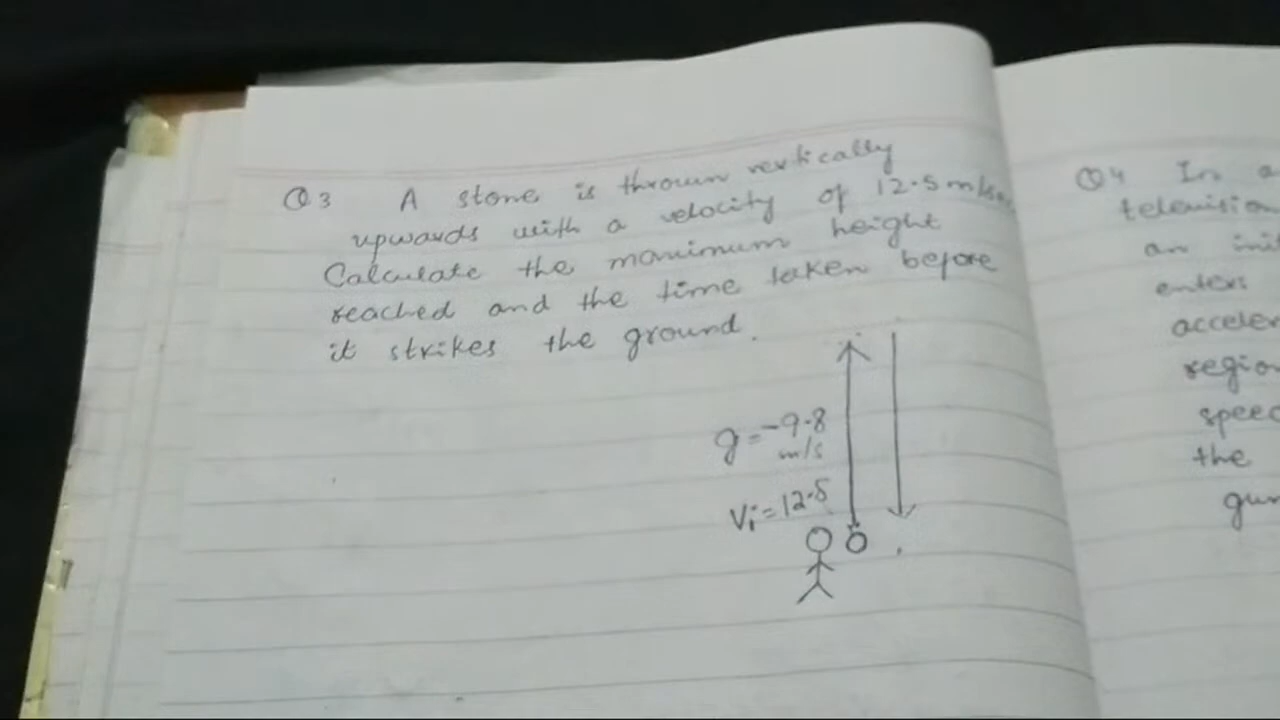 Q3 A stone is thrown vertically
upwards with a velocity of 12.5 m/sec
Calculate the maximum height
reached and the time taken before
it strikes the ground.
g=-9.8
m/s
Vi=12.5
Q4 In a
television
an
enters
acceler
region
speed
the
gun